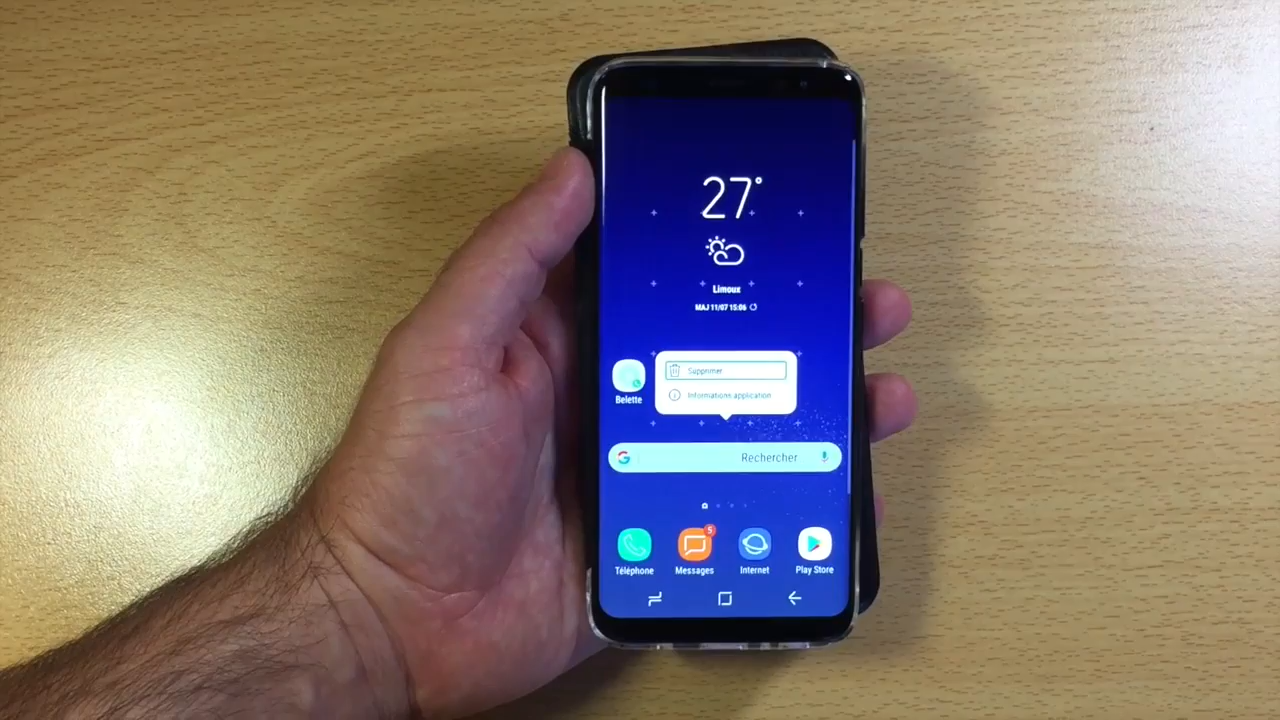 27°
Limoux
MAJ 11/07 15:06
Supprimer
Informations application
Belette
G
Rechercher
5
Téléphone
Messages
Internet
Play Store